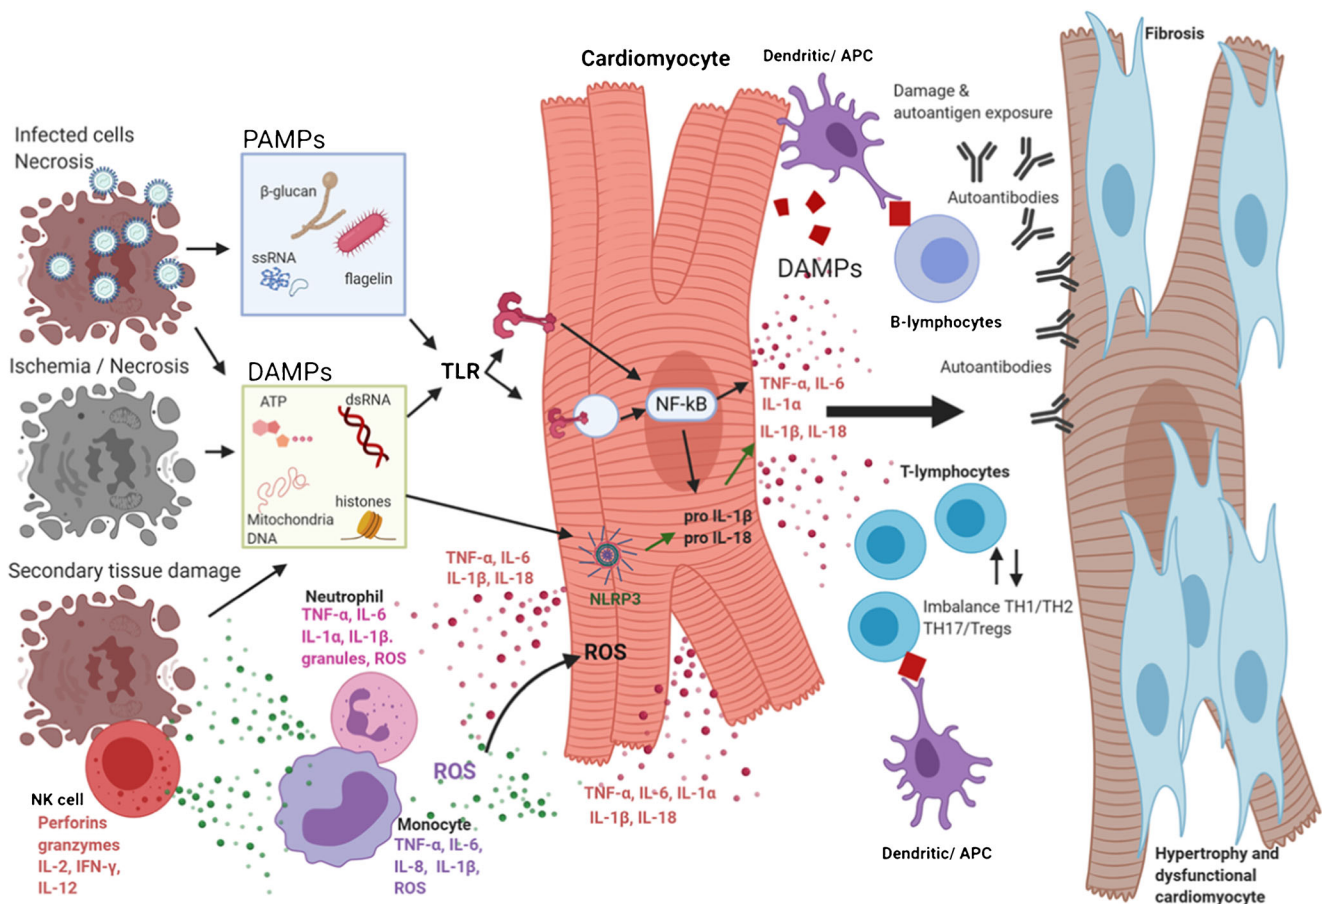 Infected cells
Necrosis
PAMPs
β-glucan
ssRNA
flagelin
Ischemia / Necrosis
DAMPs
ATP
dsRNA
Mitochondria
DNA
histones
Secondary tissue damage
NK cell
Perforins
granzymes
IL-2, IFN-γ,
IL-12
Neutrophil
TNF-α, IL-6
IL-1α, IL-1β.
granules, ROS
Monocyte
TNF-α, IL-6,
IL-8, IL-1β,
ROS
ROS
TLR
Cardiomyocyte
NF-kB
pro IL-1β
pro IL-18
NLRP3
ROS
TNF-α, IL-6
IL-1β, IL-18
TNF-α, IL-6, IL-1α
IL-1β, IL-18
Dendritic/ APC
DAMPs
B-lymphocytes
TNF-α, IL-6
IL-1α
IL-1β, IL-18
Damage &
autoantigen exposure
Autoantibodies
Autoantibodies
T-lymphocytes
Imbalance TH1/TH2
TH17/Tregs
Dendritic/ APC
Fibrosis
Hypertrophy and
dysfunctional
cardiomyocyte